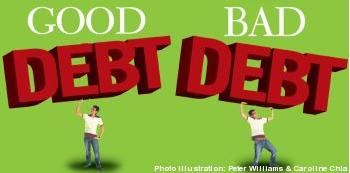 GOOD BAD
DEBT DEBT
Photo Illustration: Peter Williams & Caroline Chia